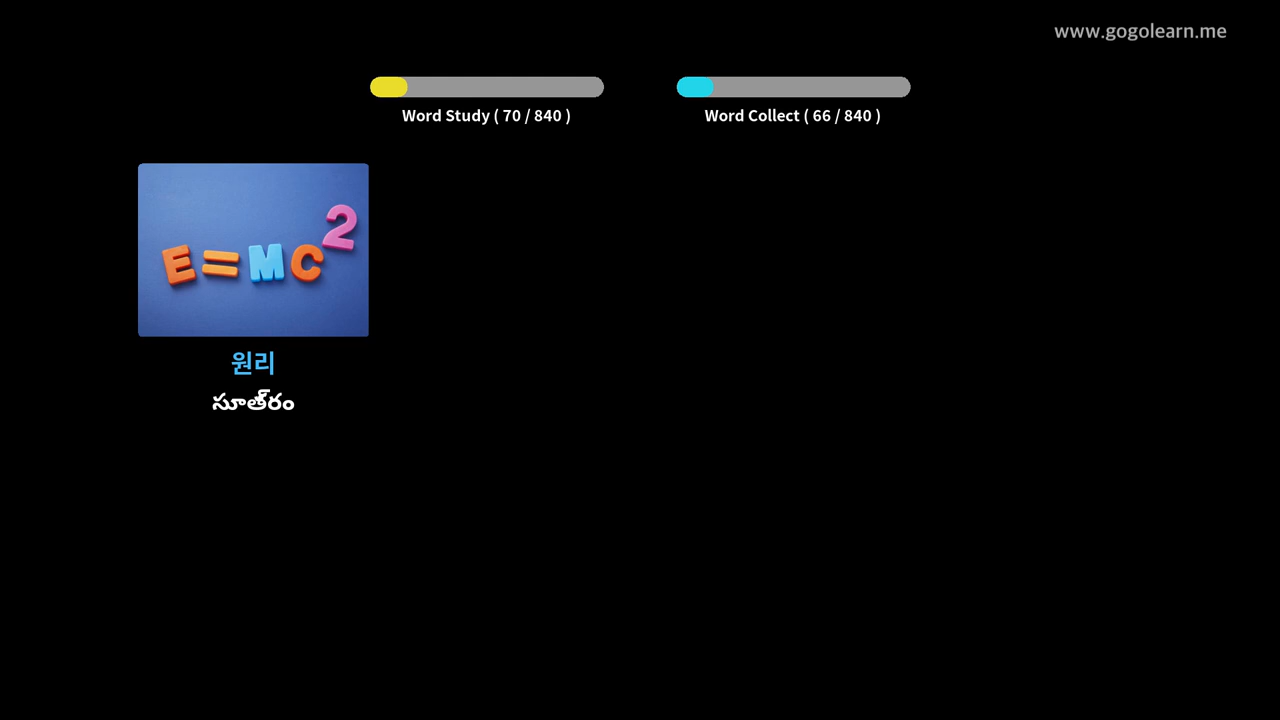 www.gogolearn.me
Word Study ( 70 / 840 )
Word Collect ( 66 / 840 )
E=MC²
원리
సూత్రం